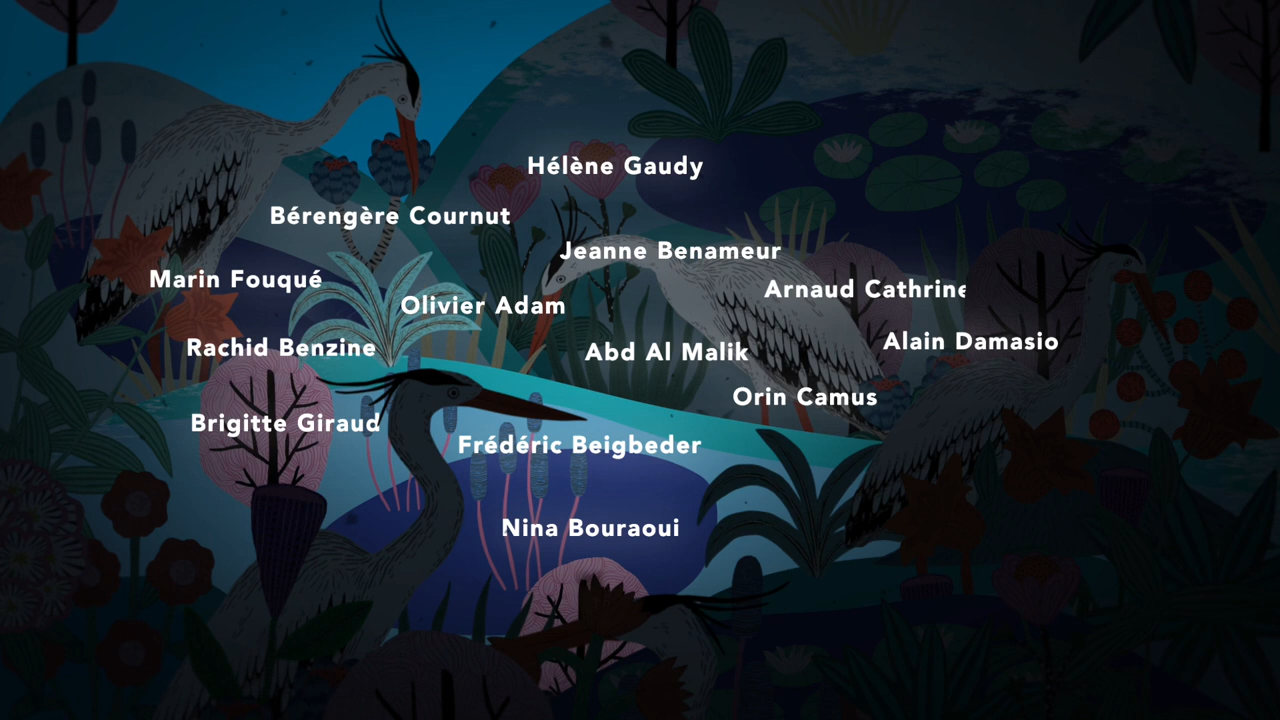 Hélène Gaudy
Bérengère Cournut
Jeanne Benameur
Marin Fouqué
Arnaud Cathrine
Olivier Adam
Alain Damasio
Rachid Benzine
Abd Al Malik
Orin Camus
Brigitte Giraud
Frédéric Beigbeder
Nina Bouraoui